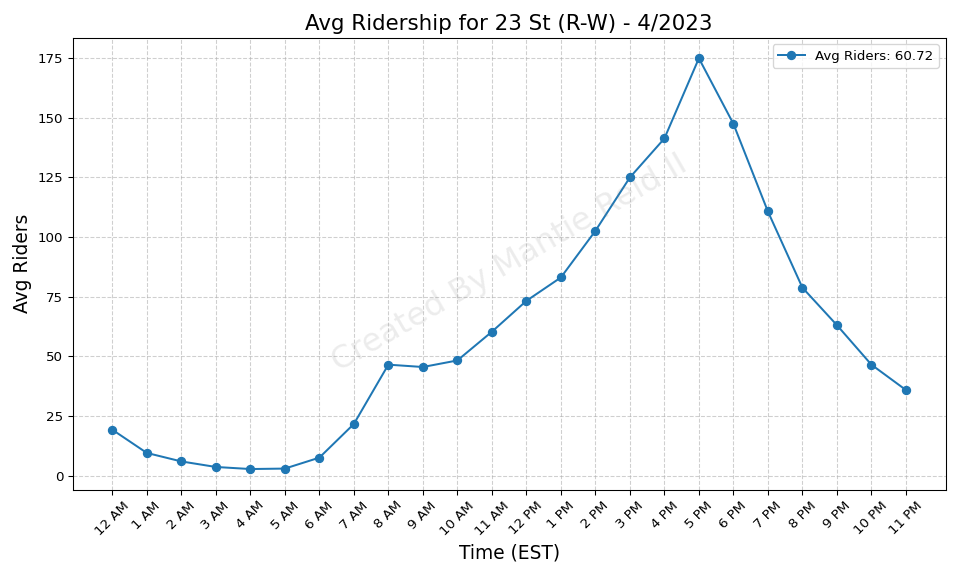 Avg Ridership for 23 St (R-W) - 4/2023
Avg Riders: 60.72
175
150
125
100
75
50
25
0
Avg Riders
Created By Mantie Reid II
12 AM
1 AM
2 AM
3 AM
4 AM
5 AM
6 AM
7 AM
8 AM
9 AM
10 AM
11 AM
12 PM
1 PM
2 PM
3 PM
4 PM
5 PM
6 PM
7 PM
8 PM
9 PM
10 PM
11 PM
Time (EST)